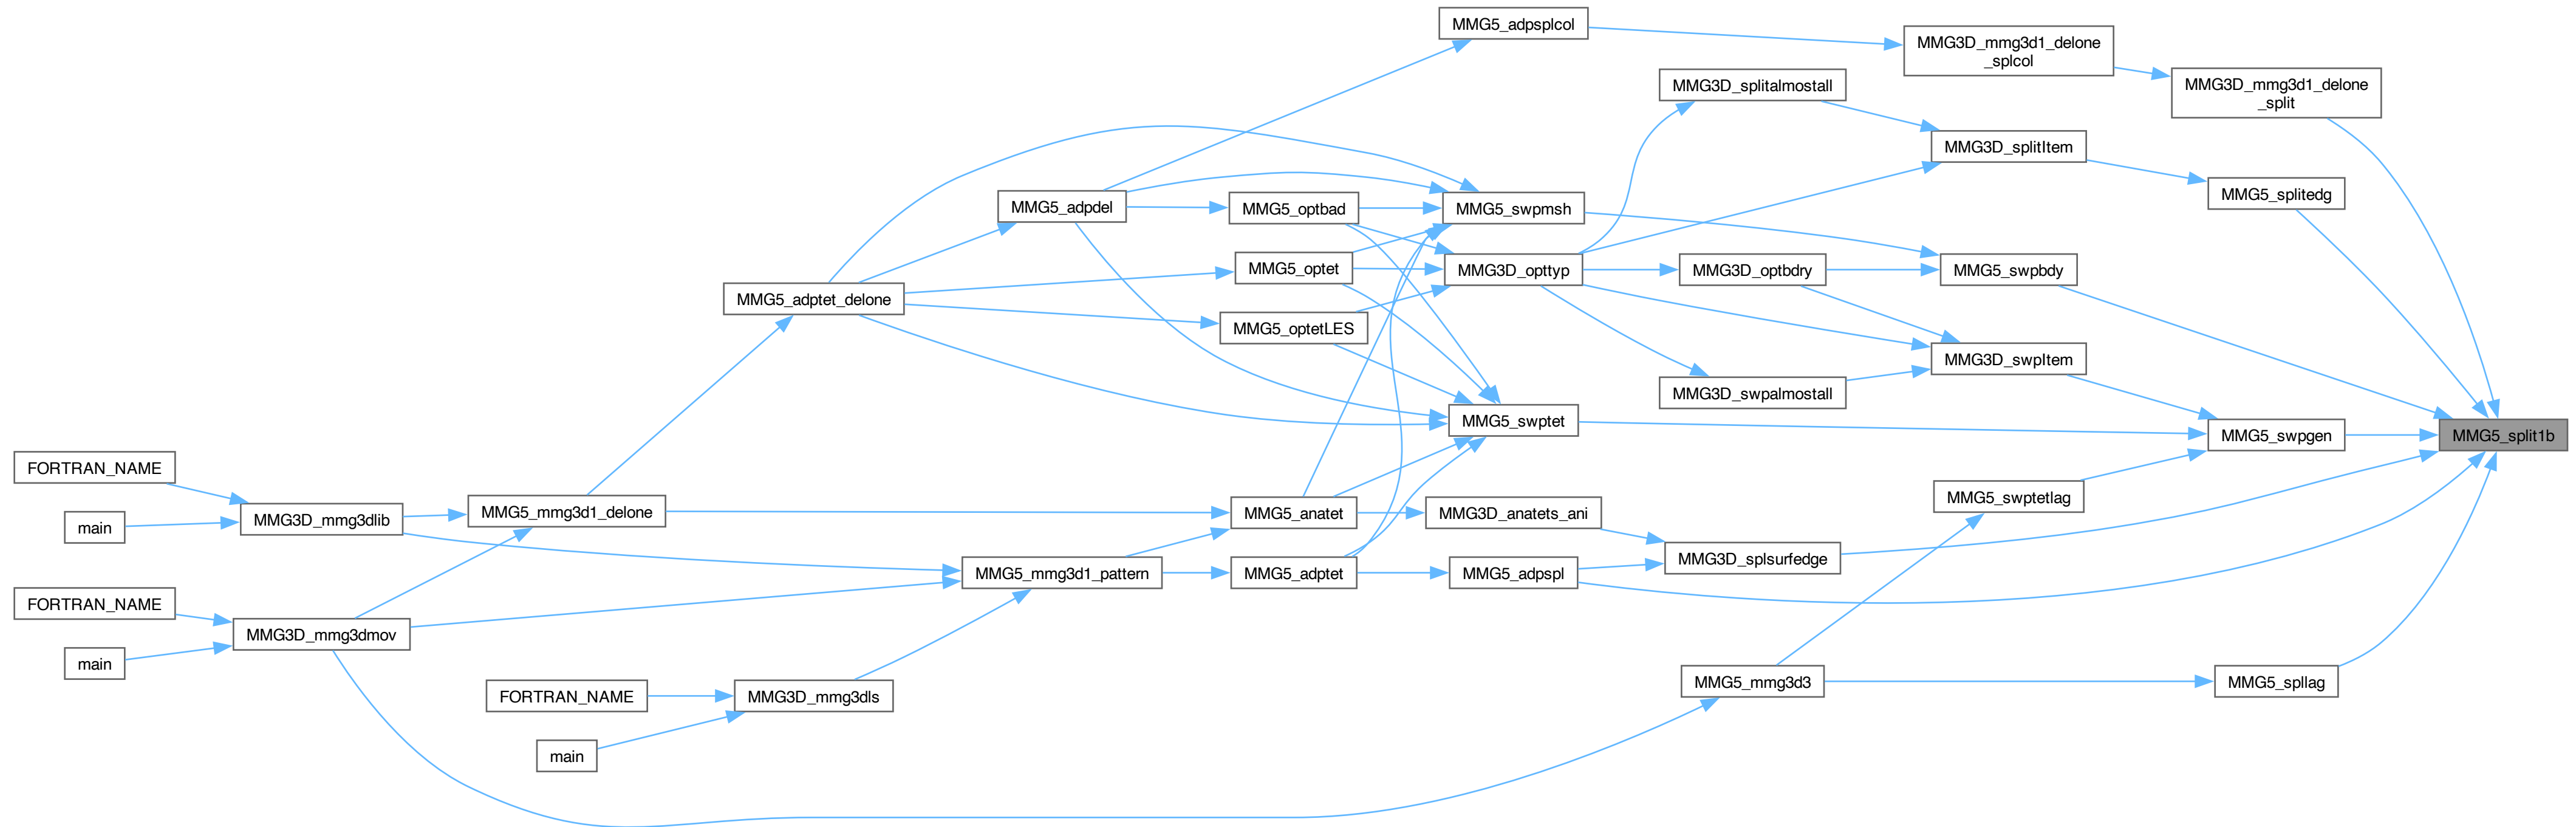 MMG5_adpsplcol
MMG3D_mmg3d1_delone
_splcol
MMG3D_mmg3d1_delone
_split
MMG3D_splitalmostall
MMG3D_splitItem
MMG5_splitedg
MMG5_adpdel
MMG5_optbad
MMG5_swpmsh
MMG5_optet
MMG3D_opttyp
MMG3D_optbdry
MMG5_swpbdy
MMG5_adptet_delone
MMG5_optetLES
MMG3D_swpItem
MMG3D_swpalmostall
MMG5_swptet
MMG5_swpgen
MMG5_split1b
FORTRAN_NAME
main
MMG3D_mmg3dlib
MMG5_mmg3d1_delone
MMG5_anatet
MMG3D_anatets_ani
MMG5_swptetlag
MMG5_mmg3d1_pattern
MMG5_adptet
MMG5_adpspl
MMG3D_splsurfedge
FORTRAN_NAME
MMG3D_mmg3dmov
main
FORTRAN_NAME
MMG3D_mmg3dls
MMG5_mmg3d3
MMG5_spllag
main